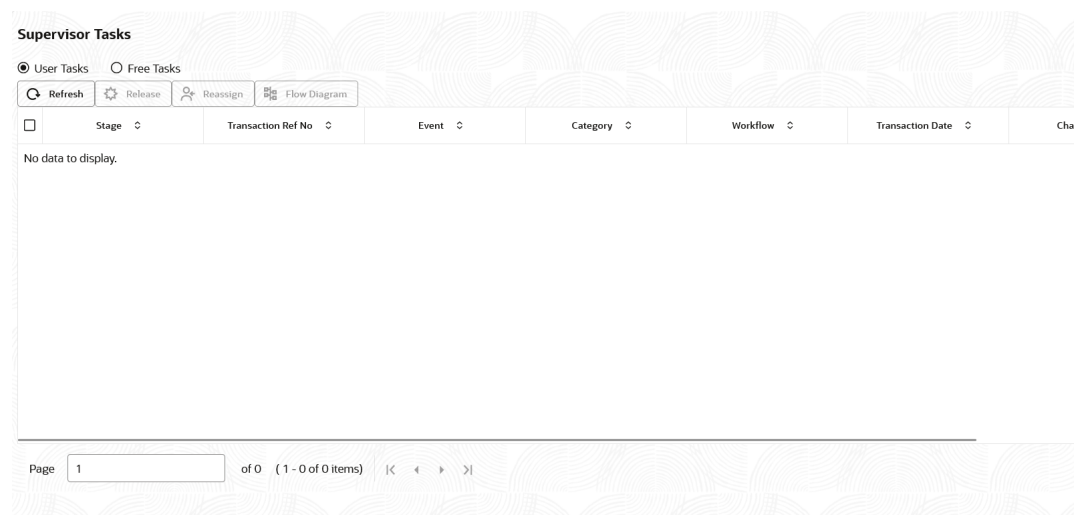 Supervisor Tasks
User Tasks Free Tasks
Refresh Release Reassign Flow Diagram
Stage Transaction Ref No Event Category Workflow Transaction Date Cha
No data to display.
Page 1 of 0 ( 1 - 0 of 0 items)